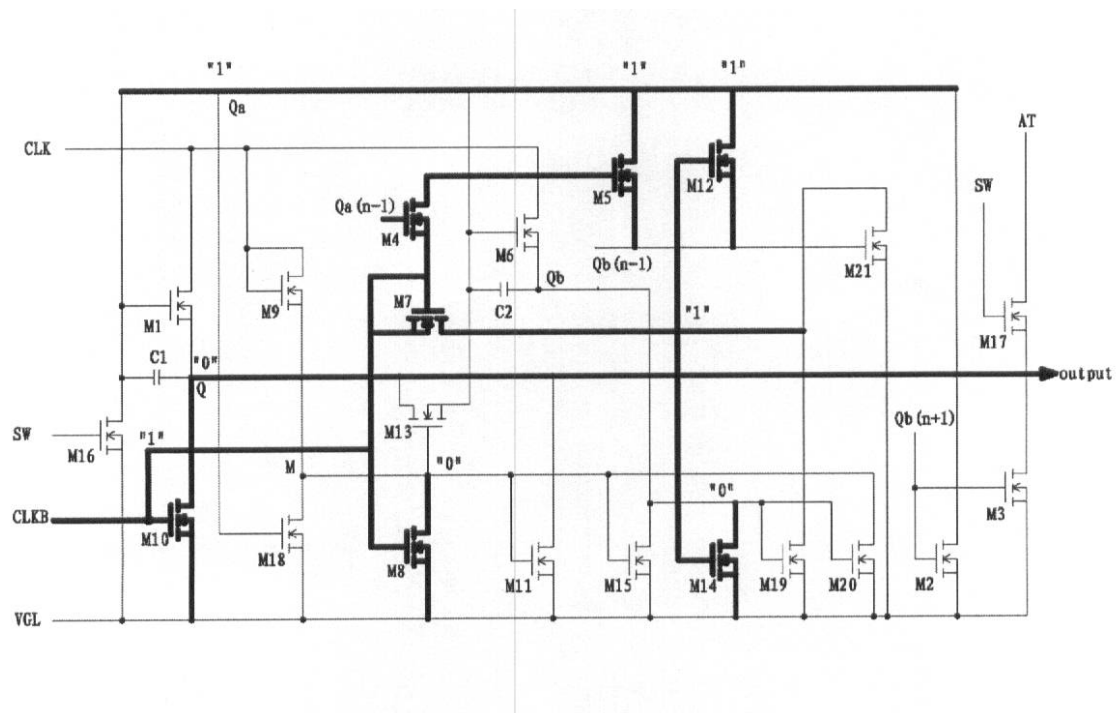 "1" "1" "1"
Qa
CLK
AT
M5
M12
SW
Qa(n-1)
M4
M6
Qb(n-1)
M21
M9
Qb
M7
C2
M1
"1"
M17
C1
"0"
Q
output
SW
M13
Qb(n+1)
M16
"1"
M
"0"
"0"
CLKB
M10
M18
M8
M11
M15
M14
M19
M20
M2
M3
VGL